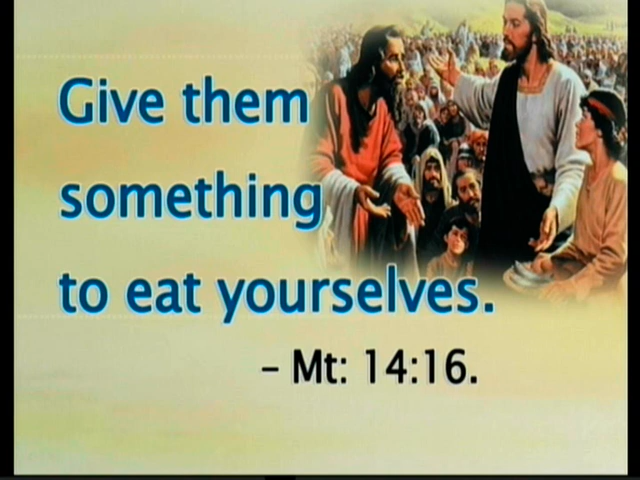 Give them
something
to eat yourselves.
– Mt: 14:16.